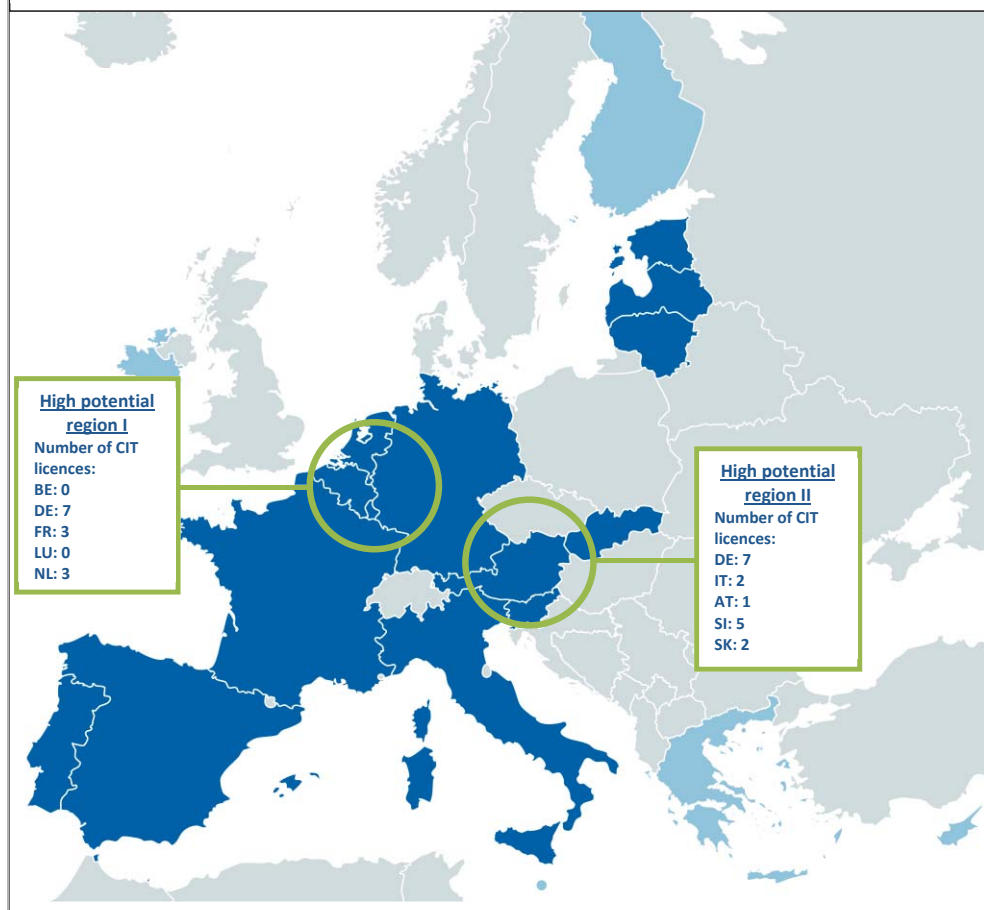 High potential
region I
Number of CIT
licences:
BE: 0
DE: 7
FR: 3
LU: 0
NL: 3
High potential
region II
Number of CIT
licences:
DE: 7
IT: 2
AT: 1
SI: 5
SK: 2